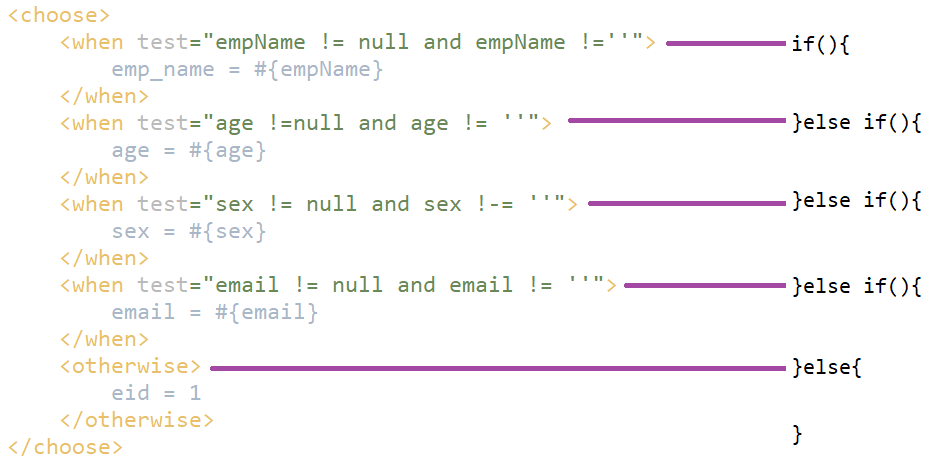 <choose>
<when test="empName != null and empName !=''"> if(){
emp_name = #{empName}
</when>
<when test="age !=null and age != ''"> }else if(){
age = #{age}
</when>
<when test="sex != null and sex !-= ''"> }else if(){
sex = #{sex}
</when>
<when test="email != null and email != ''"> }else if(){
email = #{email}
</when>
<otherwise> }else{
eid = 1
</otherwise>
}
</choose>